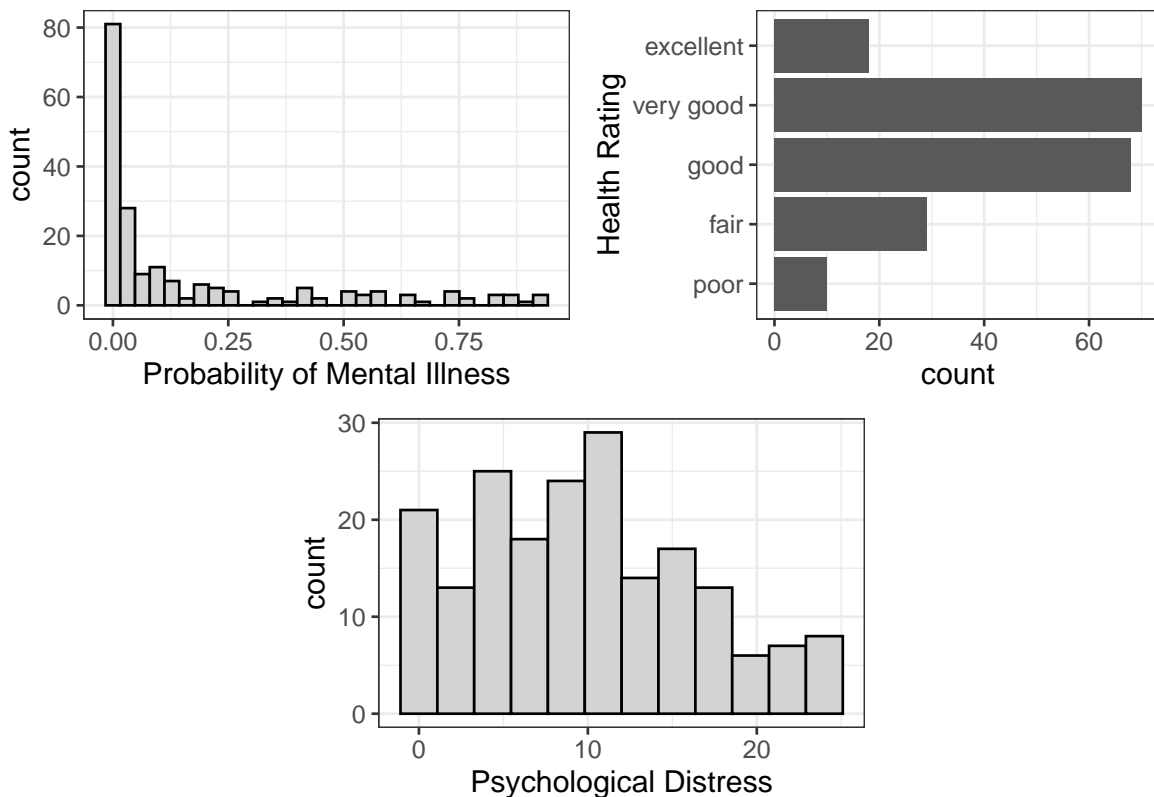 80
60
40
20
0
count
0.00
0.25
0.50
0.75
Probability of Mental Illness
Health Rating
excellent
very good
good
fair
poor
0
20
40
60
count
30
20
10
0
count
0
10
20
Psychological Distress